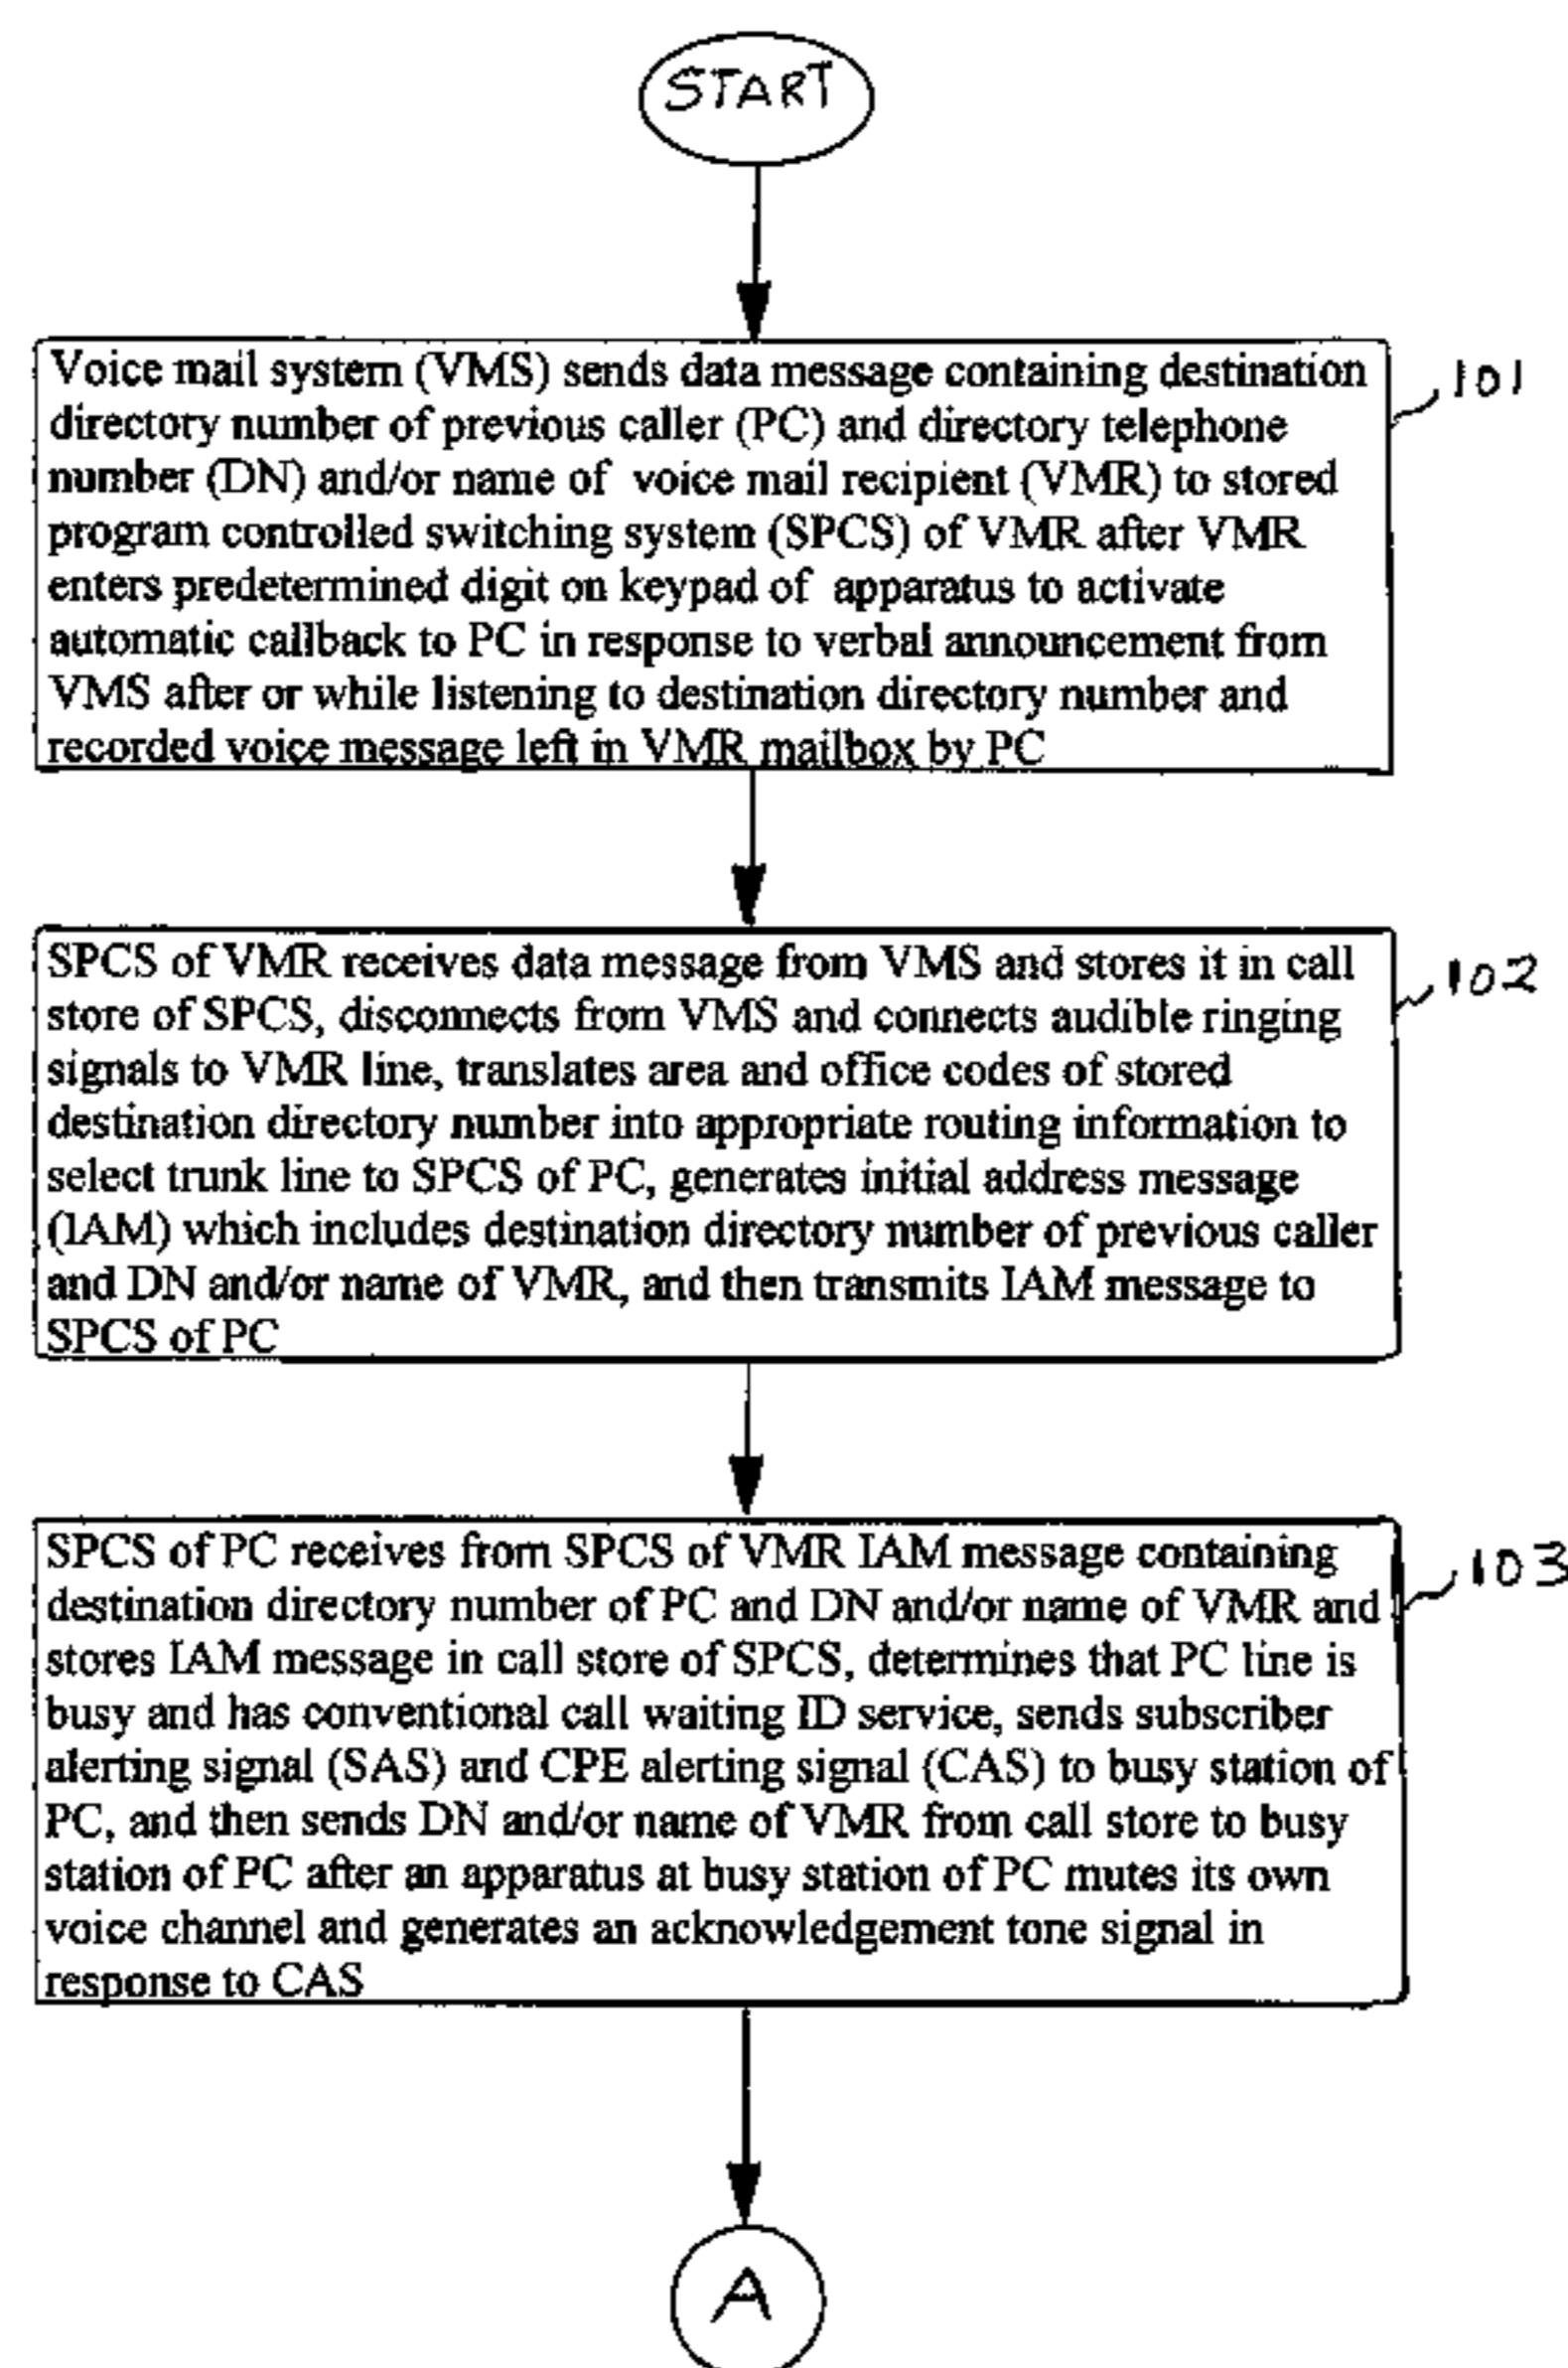 START
Voice mail system (VMS) sends data message containing destination
101
directory number of previous caller (PC) and directory telephone
number (DN) and/or name of voice mail recipient (VMR) to stored
program controlled switching system (SPCS) of VMR after VMR
enters predetermined digit on keypad of apparatus to activate
automatic callback to PC in response to verbal announcement from
VMS after or while listening to destination directory number and
recorded voice message left in VMR mailbox by PC
SPCS of VMR receives data message from VMS and stores it in call
102
store of SPCS, disconnects from VMS and connects audible ringing
signals to VMR line, translates area and office codes of stored
destination directory number into appropriate routing information to
select trunk line to SPCS of PC, generates initial address message
(IAM) which includes destination directory number of previous caller
and DN and/or name of VMR, and then transmits IAM message to
SPCS of PC
SPCS of PC receives from SPCS of VMR IAM message containing
103
destination directory number of PC and DN and/or name of VMR and
stores IAM message in call store of SPCS, determines that PC line is
busy and has conventional call waiting ID service, sends subscriber
alerting signal (SAS) and CPE alerting signal (CAS) to busy station of
PC, and then sends DN and/or name of VMR from call store to busy
station of PC after an apparatus at busy station of PC mutes its own
voice channel and generates an acknowledgement tone signal in
response to CAS
A